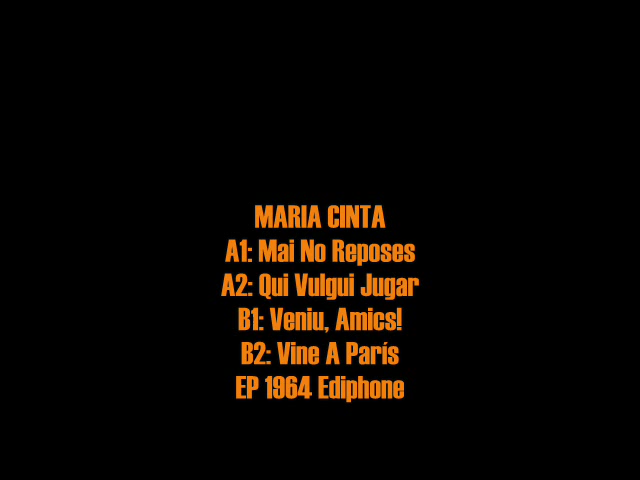 MARIA CINTA
A1: Mai No Reposes
A2: Qui Vulgui Jugar
B1: Veniu, Amics!
B2: Vine A París
EP 1964 Ediphone